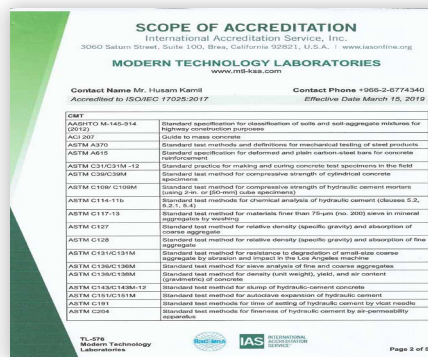 SCOPE OF ACCREDITATION
International Accreditation Service, Inc.
3060 Saturn Street, Suite 100, Brea, California 92821, U.S.A. | www.iasonline.org
MODERN TECHNOLOGY LABORATORIES
www.mtl-ksa.com
Contact Name Mr. Husam Kamil Contact Phone +966-2-6774340
Accredited to ISO/IEC 17025:2017 Effective Date March 15, 2019
CMT
AASHTO M-145-914 Standard specification for classification of soils and soil-aggregate mixtures for
(2012) highway construction purposes
ACI 207 Guide to mass concrete
ASTM A370 Standard test methods and definitions for mechanical testing of steel products
ASTM A615 Standard specification for deformed and plain carbon-steel bars for concrete
reinforcement
ASTM C31/C31M -12 Standard practice for making and curing concrete test specimens in the field
ASTM C39/C39M Standard test method for compressive strength of cylindrical concrete
specimens
ASTM C109/ C109M Standard test method for compressive strength of hydraulic cement mortars
(using 2-in. or [50-mm] cube specimens)
ASTM C114-11b Standard test methods for chemical analysis of hydraulic cement (clauses 5.2,
5.2.1, 5.4)
ASTM C117-13 Standard test method for materials finer than 75-μm (no. 200) sieve in mineral
aggregates by washing
ASTM C127 Standard test method for relative density (specific gravity) and absorption of
coarse aggregate
ASTM C128 Standard test method for relative density (specific gravity) and absorption of fine
aggregate
ASTM C131/C131M Standard test method for resistance to degradation of small-size coarse
aggregate by abrasion and impact in the Los Angeles machine
ASTM C136/C136M Standard test method for sieve analysis of fine and coarse aggregates
ASTM C138/C138M Standard test method for density (unit weight), yield, and air content
(gravimetric) of concrete
ASTM C143/C143M-12 Standard test method for slump of hydraulic-cement concrete
ASTM C151/C151M Standard test method for autoclave expansion of hydraulic cement
ASTM C191 Standard test methods for time of setting of hydraulic cement by vicat needle
ASTM C204 Standard test methods for fineness of hydraulic cement by air-permeability
apparatus
TL-576
Modern Technology
Laboratories
ilac-MRA
IAS INTERNATIONAL
ACCREDITATION
SERVICE
Page 2 of 5